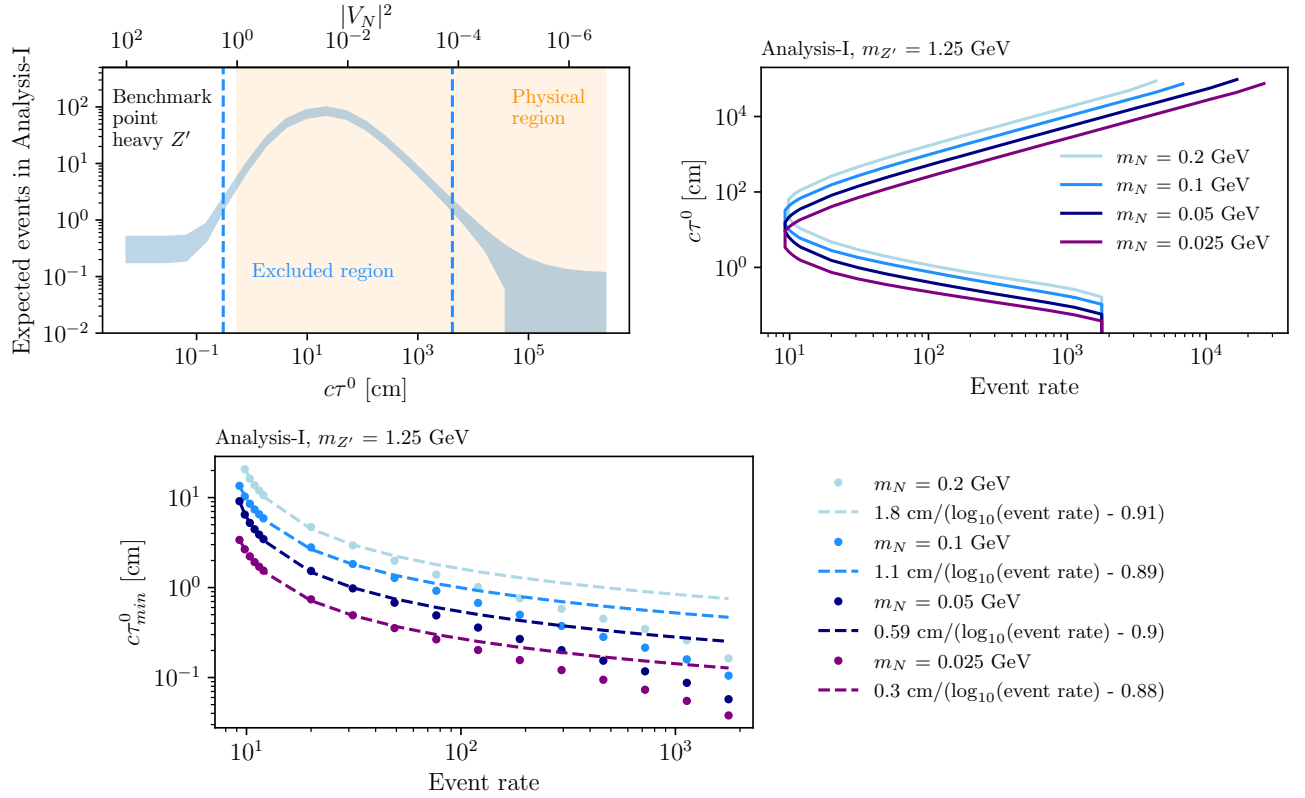 |V_N|^2
10^2
10^0
10^-2
10^-4
10^-6
Expected events in Analysis-I
10^2
10^1
10^0
10^-1
10^-2
Benchmark
point
heavy Z′
Physical
region
Excluded region
10^-1
10^1
10^3
10^5
cτ^0 [cm]
Analysis-I, m_Z′ = 1.25 GeV
cτ^0 [cm]
10^4
10^2
10^0
m_N = 0.2 GeV
m_N = 0.1 GeV
m_N = 0.05 GeV
m_N = 0.025 GeV
10^1
10^2
10^3
10^4
Event rate
Analysis-I, m_Z′ = 1.25 GeV
cτ^0_min [cm]
10^1
10^0
10^-1
10^1
10^2
10^3
Event rate
m_N = 0.2 GeV
1.8 cm/(log_10(event rate) - 0.91)
m_N = 0.1 GeV
1.1 cm/(log_10(event rate) - 0.89)
m_N = 0.05 GeV
0.59 cm/(log_10(event rate) - 0.9)
m_N = 0.025 GeV
0.3 cm/(log_10(event rate) - 0.88)